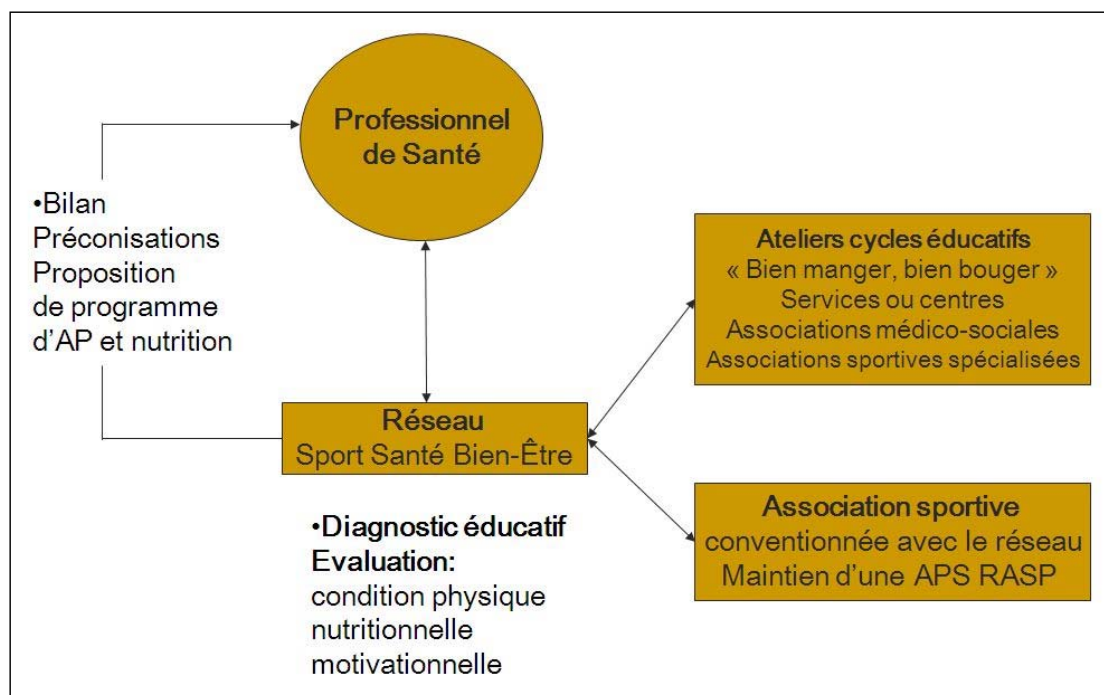 Professionnel
de Santé
•Bilan
Préconisations
Proposition
de programme
d'AP et nutrition
Ateliers cycles éducatifs
« Bien manger, bien bouger »
Services ou centres
Associations médico-sociales
Associations sportives spécialisées
Réseau
Sport Santé Bien-Être
•Diagnostic éducatif
Evaluation:
condition physique
nutritionnelle
motivationnelle
Association sportive
conventionnée avec le réseau
Maintien d'une APS RASP